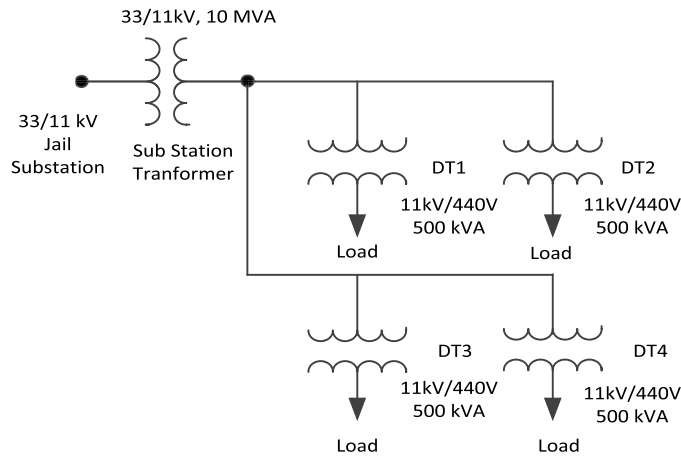 33/11kV, 10 MVA
33/11 kV
Jail
Substation
Sub Station
Tranformer
DT1
11kV/440V
500 kVA
Load
DT2
11kV/440V
500 kVA
Load
DT3
11kV/440V
500 kVA
Load
DT4
11kV/440V
500 kVA
Load